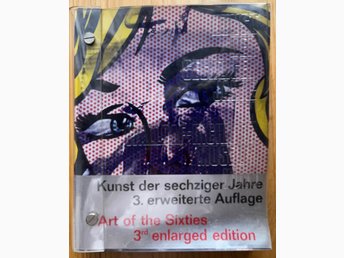 Kunst der sechziger Jahre
3. erweiterte Auflage
Art of the Sixties
3rd enlarged edition